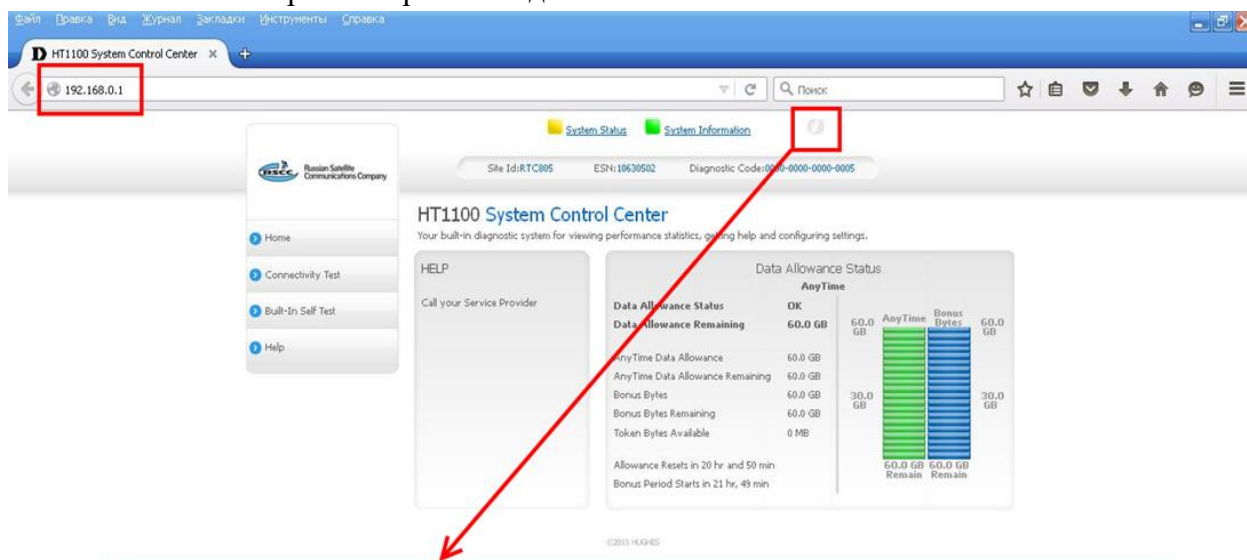 Файл Правка Вид Журнал Закладки Инструменты Справка
HT1100 System Control Center
192.168.0.1
Поиск
System Status System Information
RSCC Russian Satellite
Communications Company
Site Id:RTC805 ESN:10630502 Diagnostic Code:0000-0000-0000-0005
HT1100 System Control Center
Your built-in diagnostic system for viewing performance statistics, getting help and configuring settings.
Home
Connectivity Test
Built-In Self Test
Help
HELP
Call your Service Provider
Data Allowance Status
AnyTime
Data Allowance Status OK
Data Allowance Remaining 60.0 GB
AnyTime Data Allowance 60.0 GB
AnyTime Data Allowance Remaining 60.0 GB
Bonus Bytes 60.0 GB
Bonus Bytes Remaining 60.0 GB
Token Bytes Available 0 MB
Allowance Resets in 20 hr and 50 min
Bonus Period Starts in 21 hr, 49 min
AnyTime Bonus Bytes
60.0 GB 60.0 GB
30.0 GB 30.0 GB
60.0 GB Remain 60.0 GB Remain
©2015 HUGHES